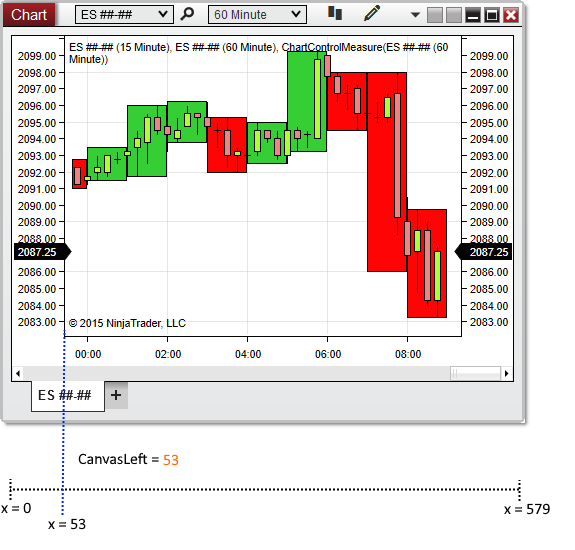 Chart ES ##-## 60 Minute
ES ##-## (15 Minute), ES ##-## (60 Minute), ChartControlMeasure(ES ##-## (60
Minute))
2099.00 2099.00
2098.00 2098.00
2097.00 2097.00
2096.00 2096.00
2095.00 2095.00
2094.00 2094.00
2093.00 2093.00
2092.00 2092.00
2091.00 2091.00
2090.00 2090.00
2089.00 2089.00
2088.00 2088.00
2087.25 2087.25
2086.00 2086.00
2085.00 2085.00
2084.00 2084.00
2083.00 2083.00
© 2015 NinjaTrader, LLC
00:00 02:00 04:00 06:00 08:00
ES ##-## +
CanvasLeft = 53
x = 0 x = 579
x = 53